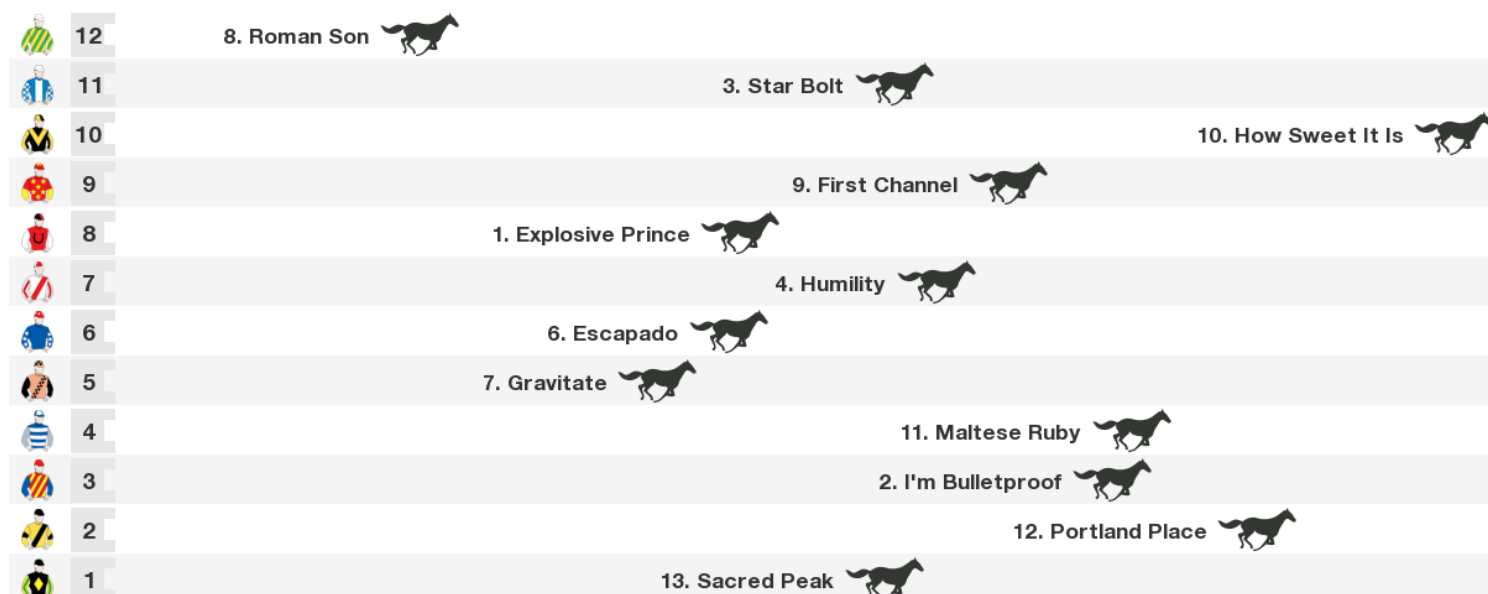 12 8. Roman Son
11 3. Star Bolt
10 10. How Sweet It Is
9 9. First Channel
8 1. Explosive Prince
7 4. Humility
6 6. Escapado
5 7. Gravitate
4 11. Maltese Ruby
3 2. I'm Bulletproof
2 12. Portland Place
1 13. Sacred Peak